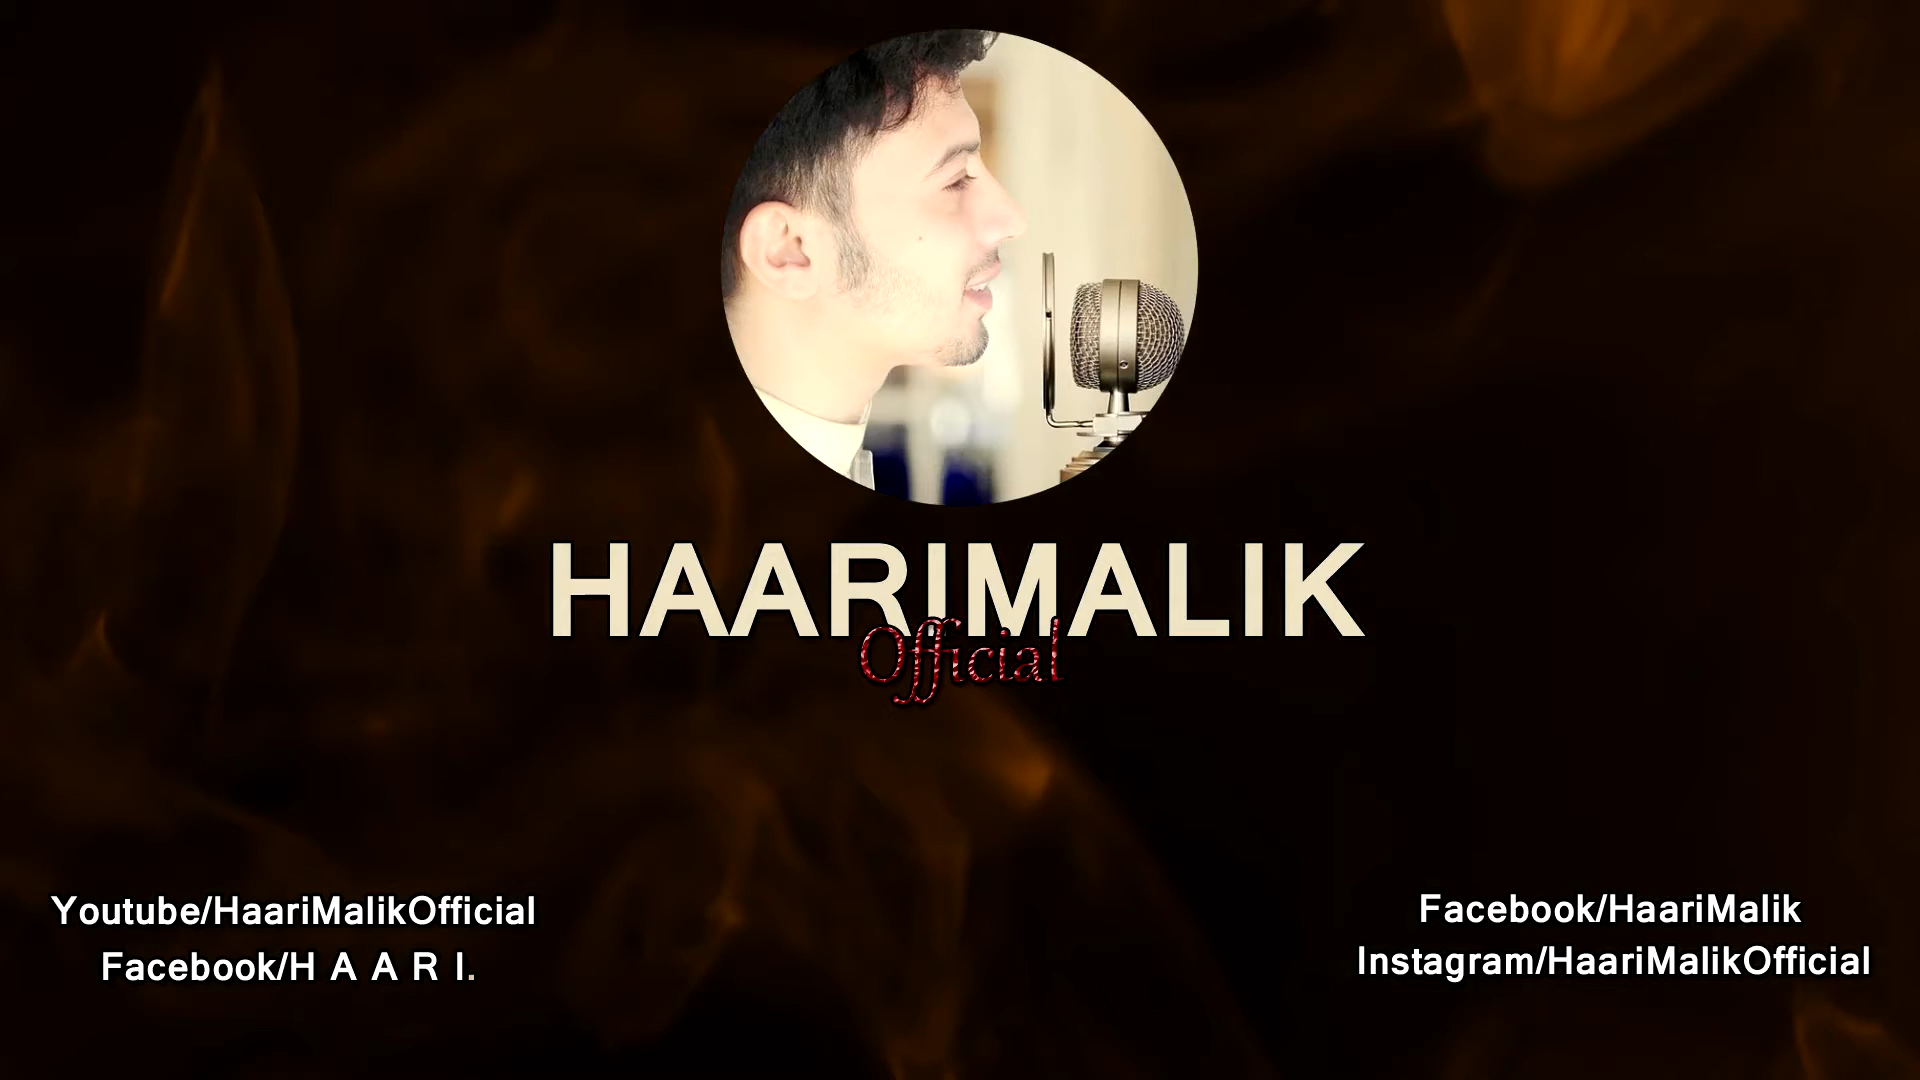 HAARIMALIK
Official
Youtube/HaariMalikOfficial
Facebook/H A A R I.
Facebook/HaariMalik
Instagram/HaariMalikOfficial